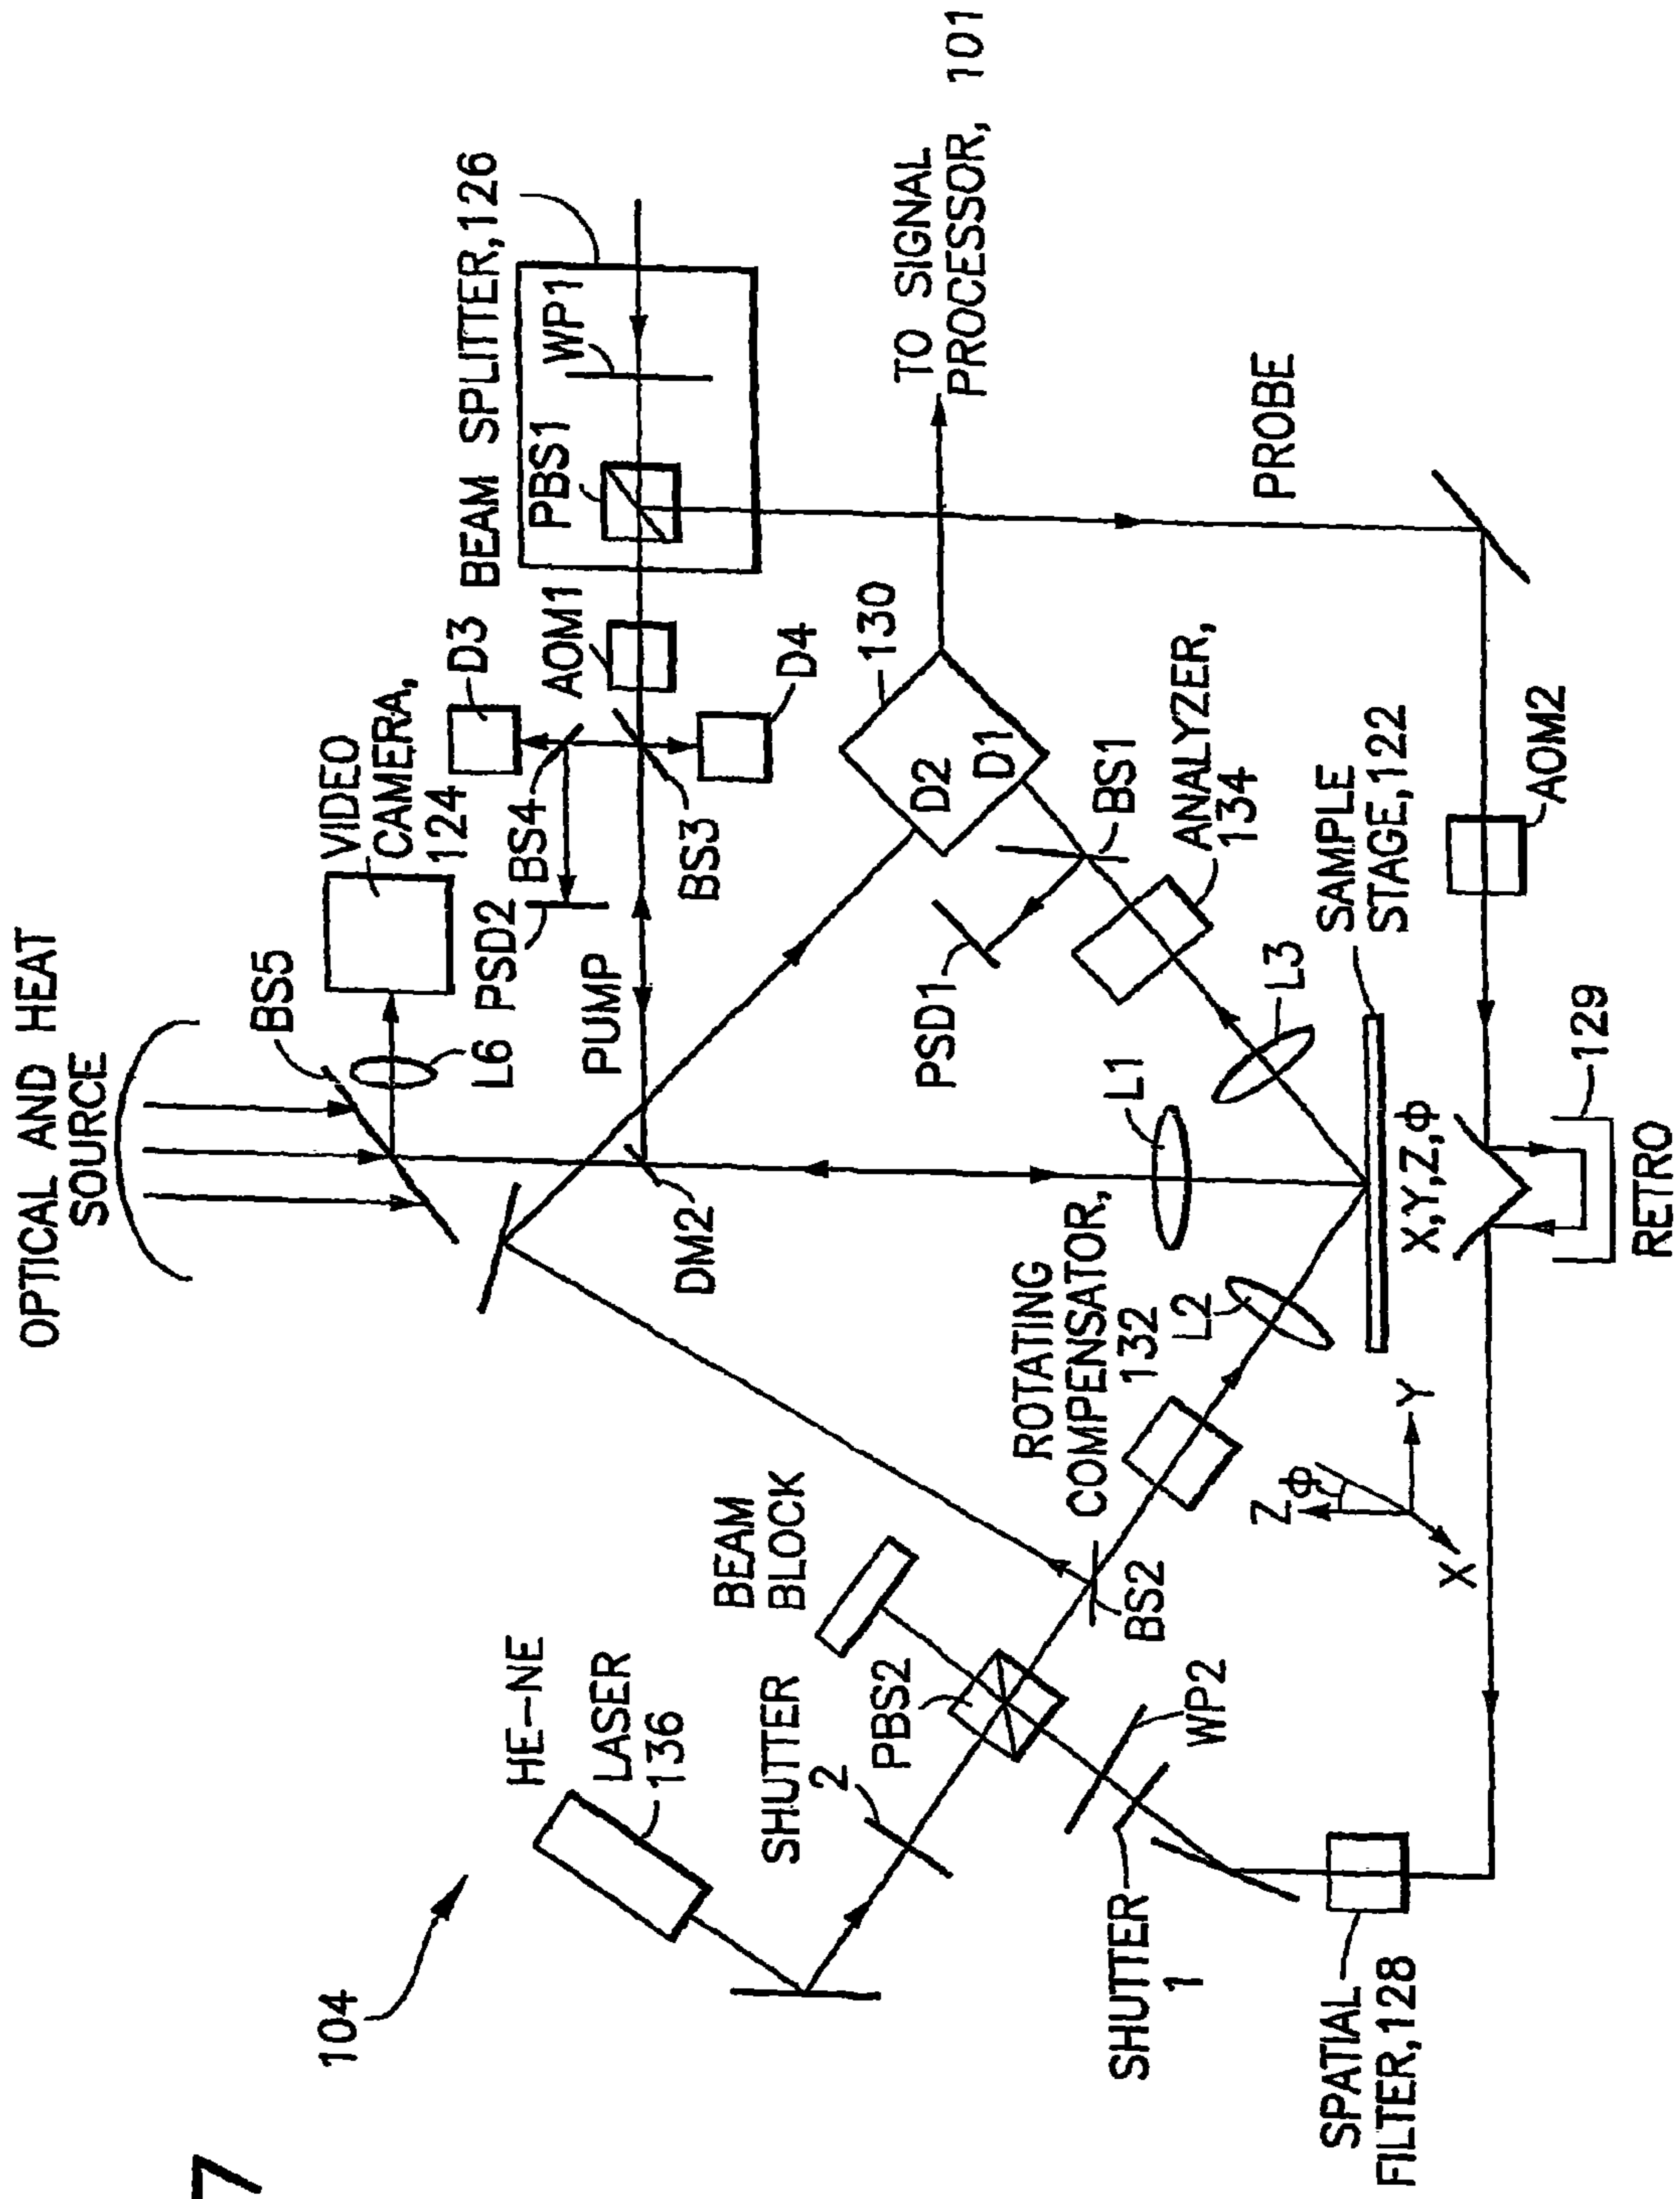 OPTICAL AND HEAT
SOURCE
BS5
VIDEO
CAMERA,
124
D3
BEAM SPLITTER,126
104
L6
PSD2
BS4
AOM1
PBS1
WP1
HE-NE
LASER
136
PUMP
BS3
D4
DM2
BEAM
BLOCK
SHUTTER
2
130
TO SIGNAL
PROCESSOR, 101
PBS2
D2
D1
PSD1
BS1
L1
ROTATING
COMPENSATOR,
132
L2
BS2
ANALYZER,
134
WP2
L3
PROBE
SHUTTER
1
Z
Φ
Y
X
SAMPLE
STAGE,122
X,Y,Z,Φ
SPATIAL
FILTER,128
AOM2
129
RETRO
7